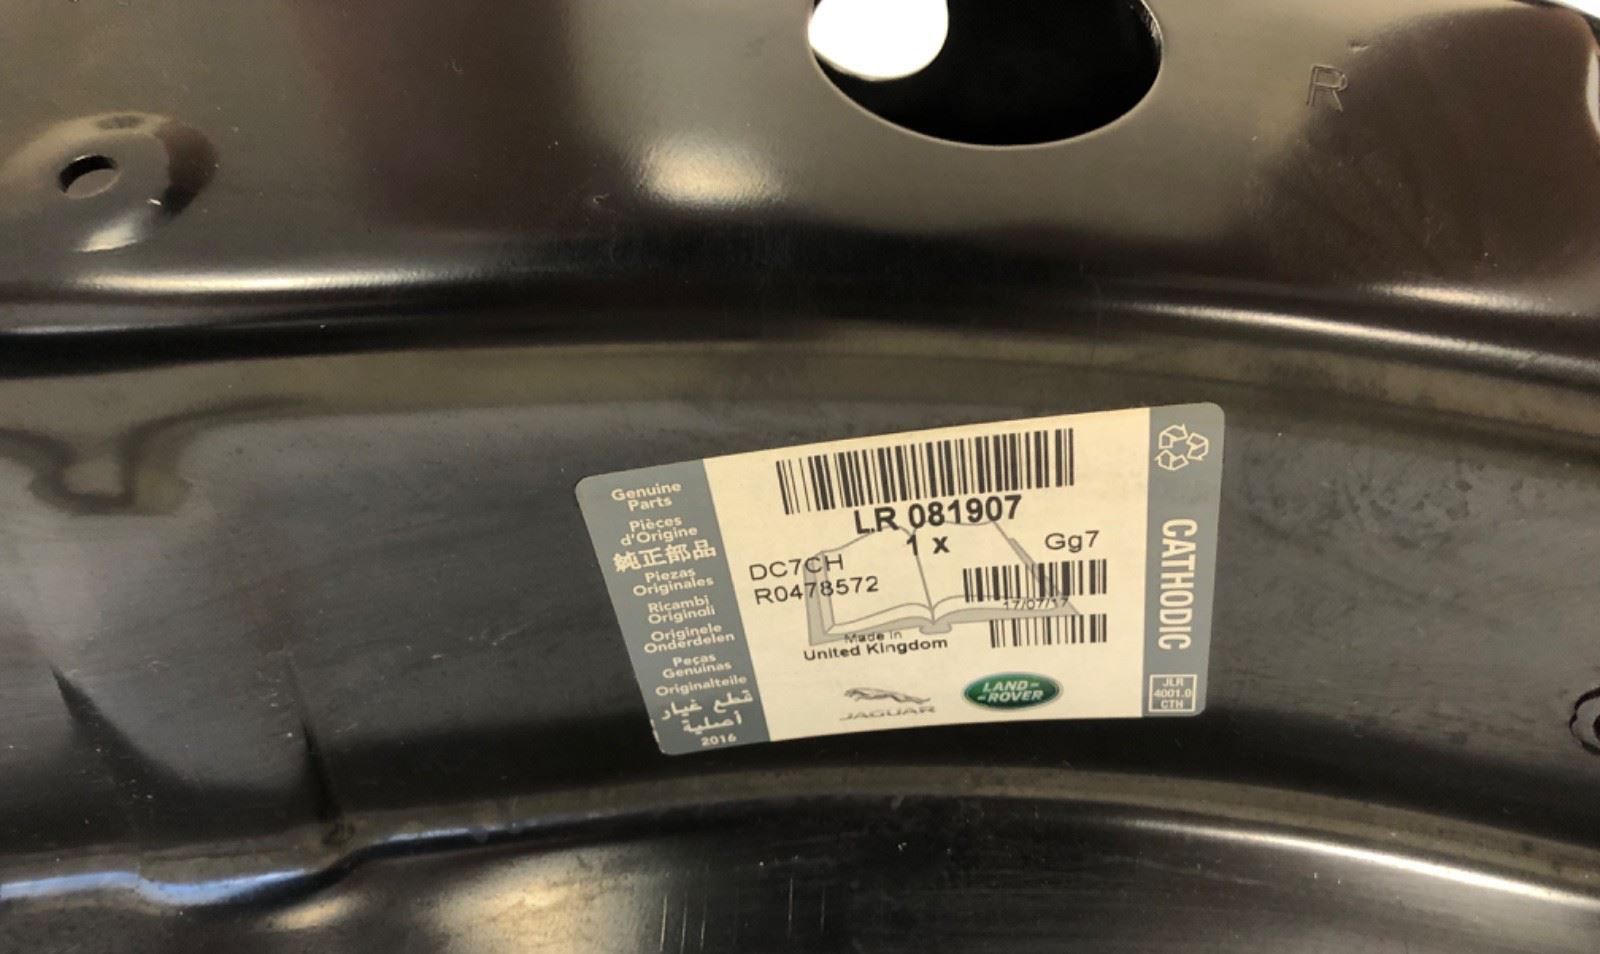 R
Genuine
Parts
Pièces
d'Origine
純正部品
Piezas
Originales
Ricambi
Originali
Originele
Onderdelen
Peças
Genuinas
Originalteile
قطع غيار
أصلية
2016
LR 081907
1 x
Gg7
DC7CH
R0478572
17/07/17
Made in
United Kingdom
JAGUAR
LAND-
-ROVER
CATHODIC
JLR
4001.0
CTH